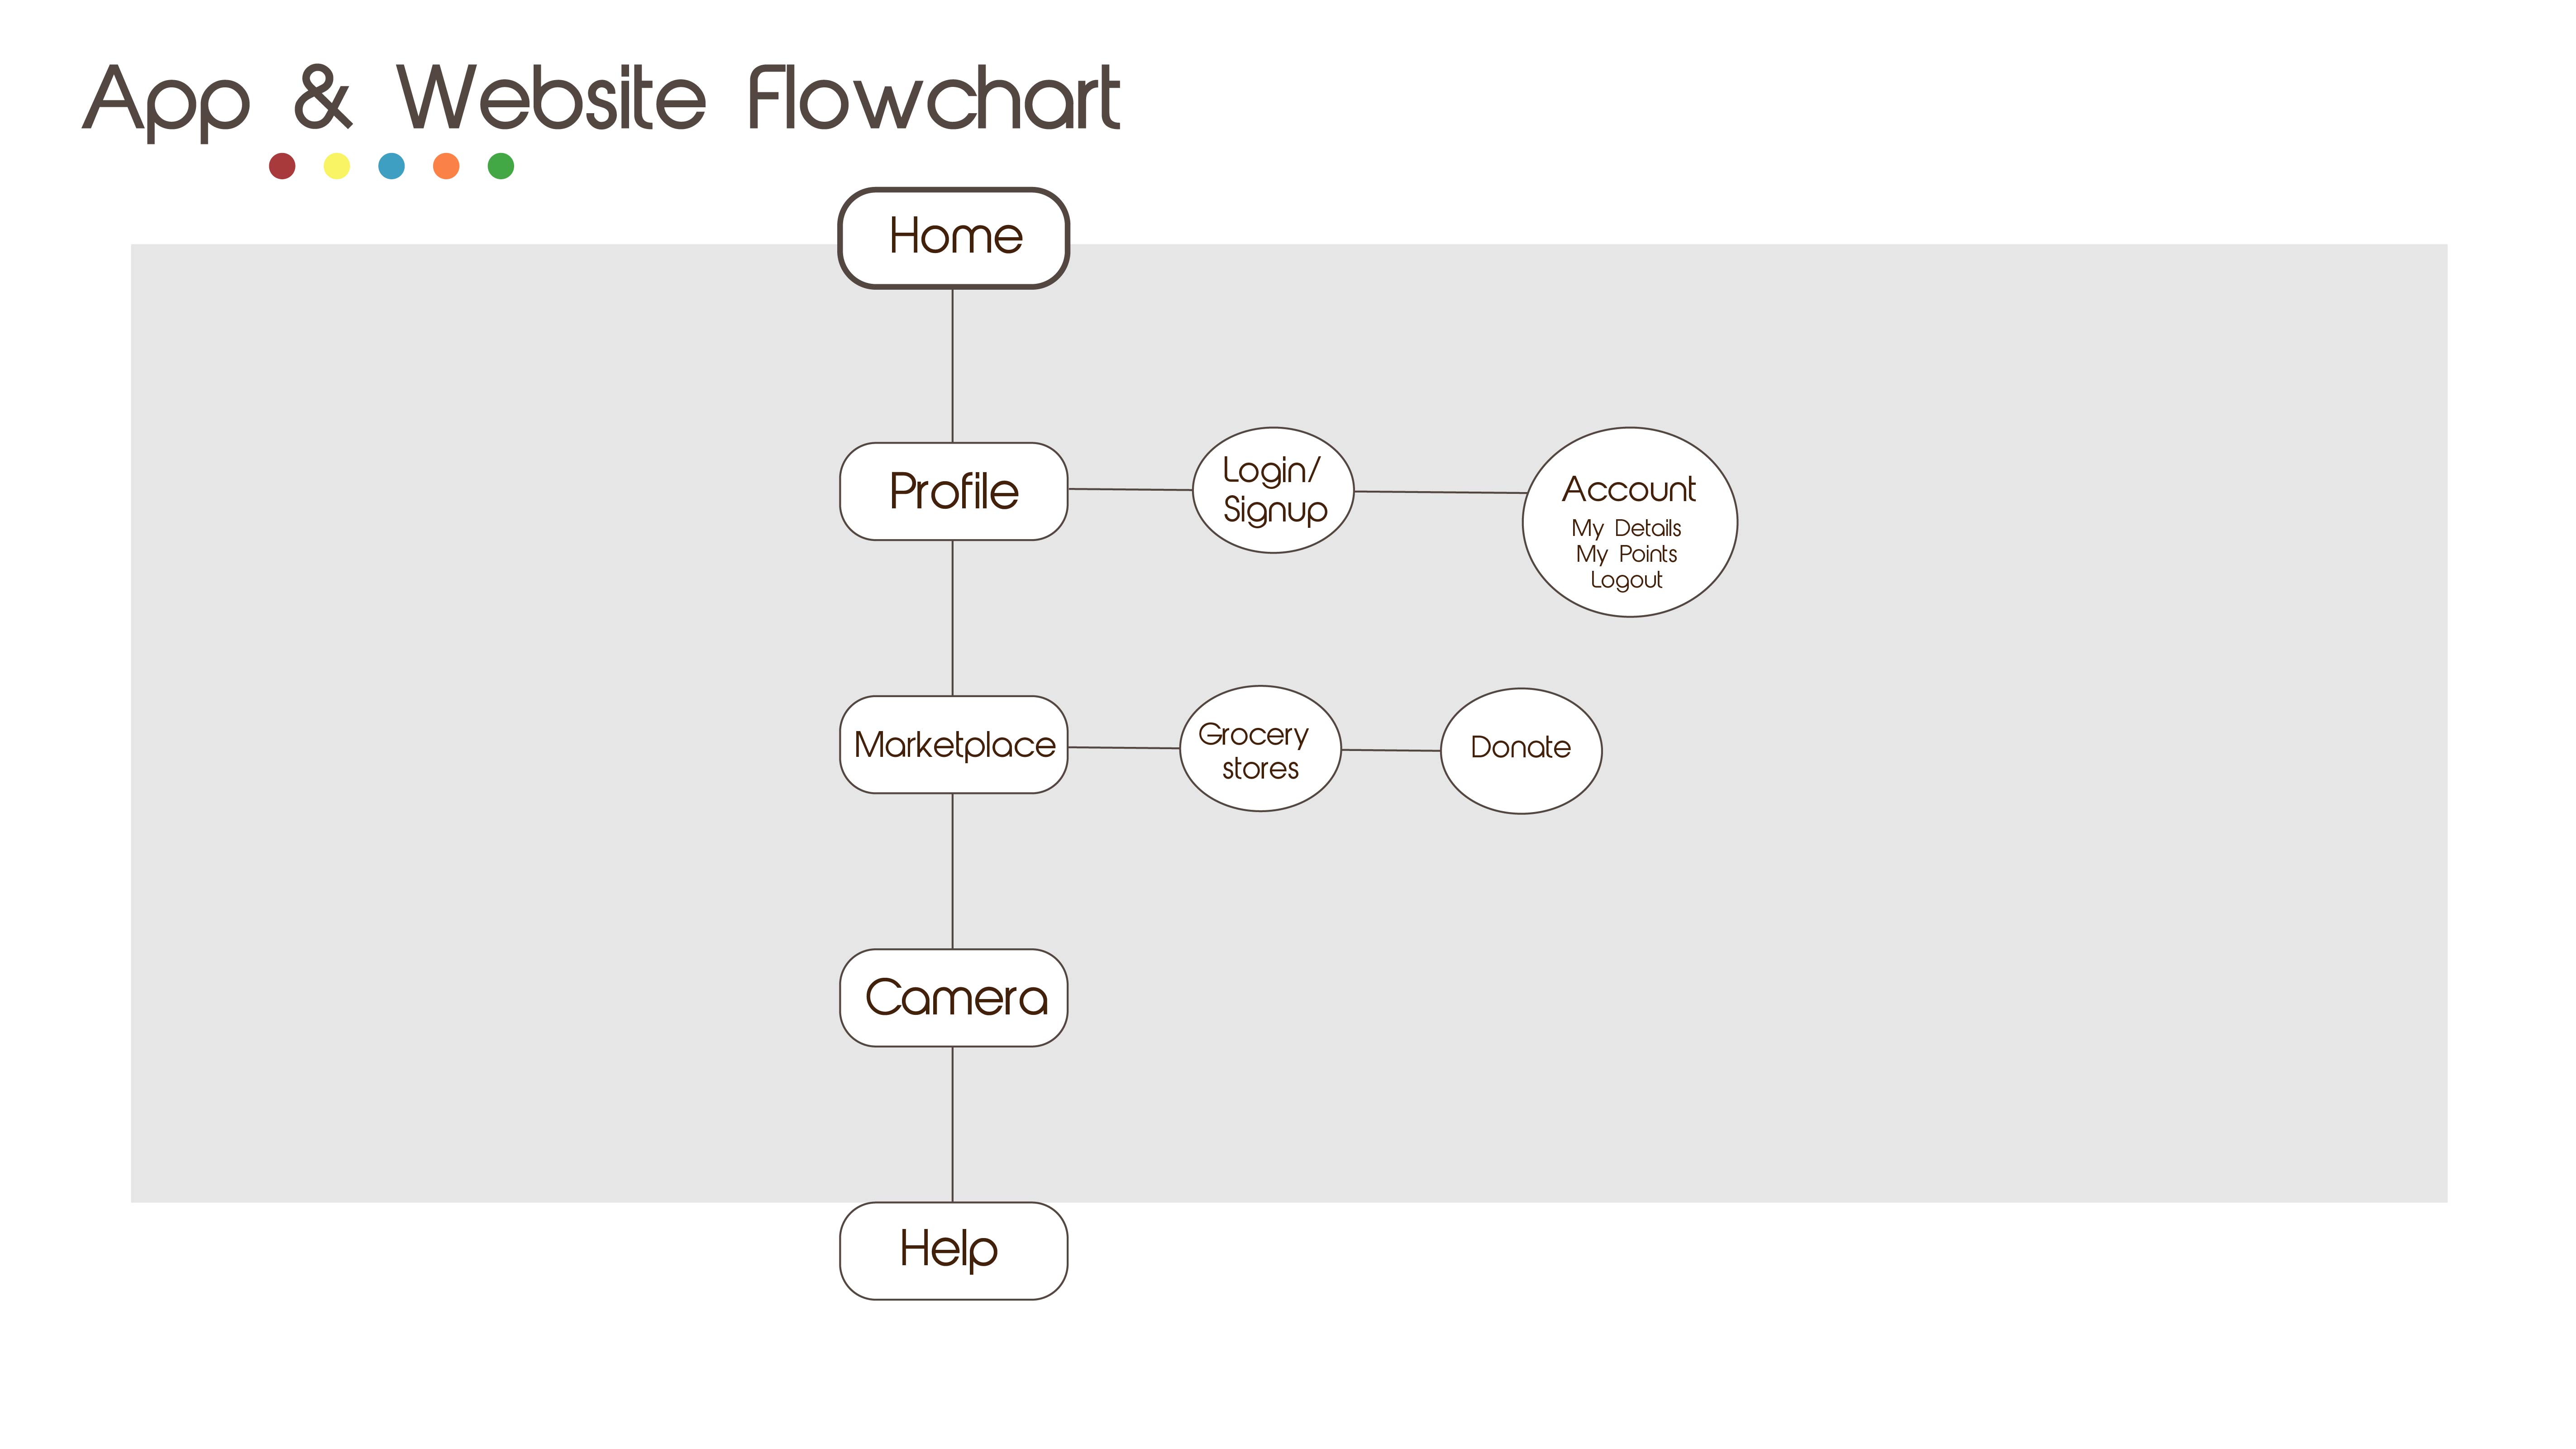 App & Website Flowchart
Home
Profile
Login/
Signup
Account
My Details
My Points
Logout
Marketplace
Grocery
stores
Donate
Camera
Help